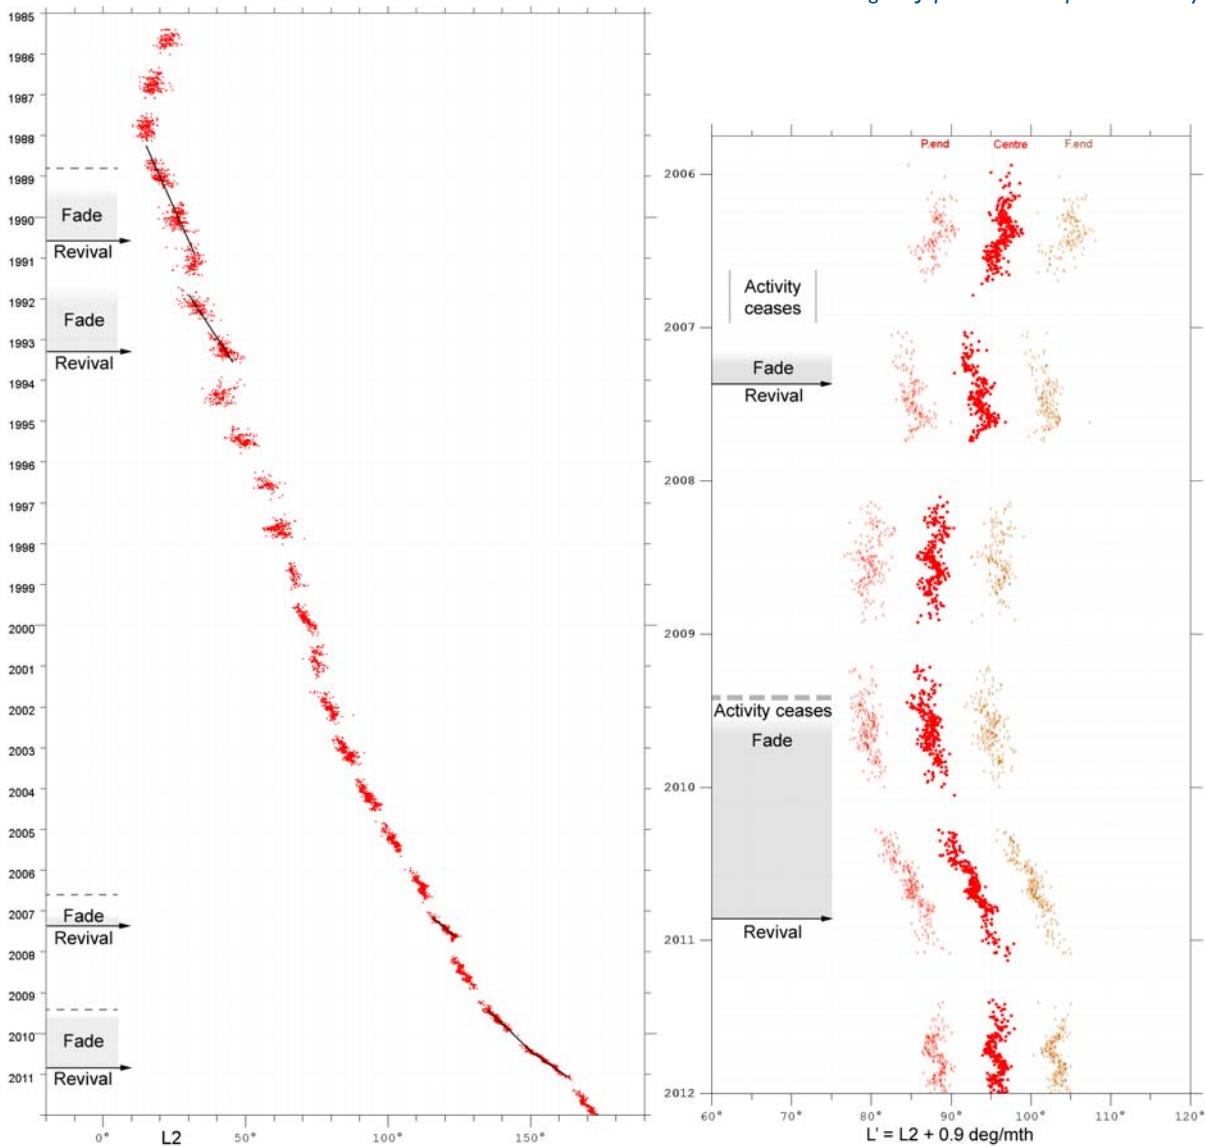 1985
1986
1987
1988
1989
Fade
1990
Revival
1991
1992
Fade
1993
Revival
1994
1995
1996
1997
1998
1999
2000
2001
2002
2003
2004
2005
2006
2007
Fade
Revival
2008
2009
2010
Fade
2011
Revival
0° L2 50° 100° 150°
P.end Centre F.end
2006
Activity
ceases
2007
Fade
Revival
2008
2009
Activity ceases
Fade
2010
Revival
2011
2012
60° 70° 80° 90° 100° 110° 120°
L' = L2 + 0.9 deg/mth